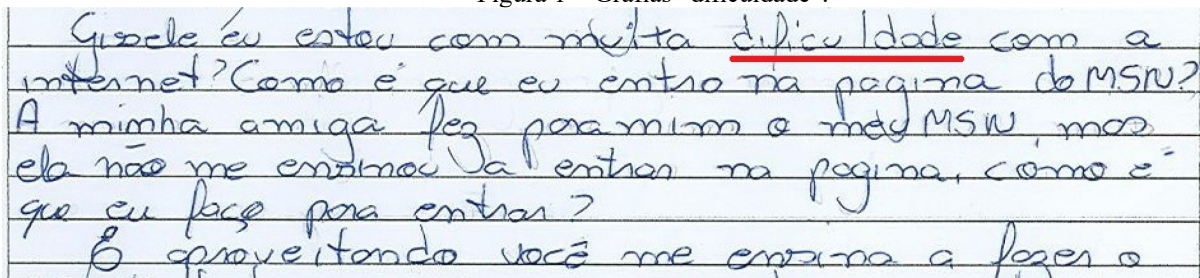 Figura 1 – Grafias "dificuldade".
Gisele eu estou com muita dificuldade com a
internet? Como é que eu entro na pagina do MSN?
A minha amiga fez para mim o meu MSN, mas
ela não me ensinou a entrar na pagina, como é
que eu faço para entrar?
E aproveitando você me ensina a fazer o